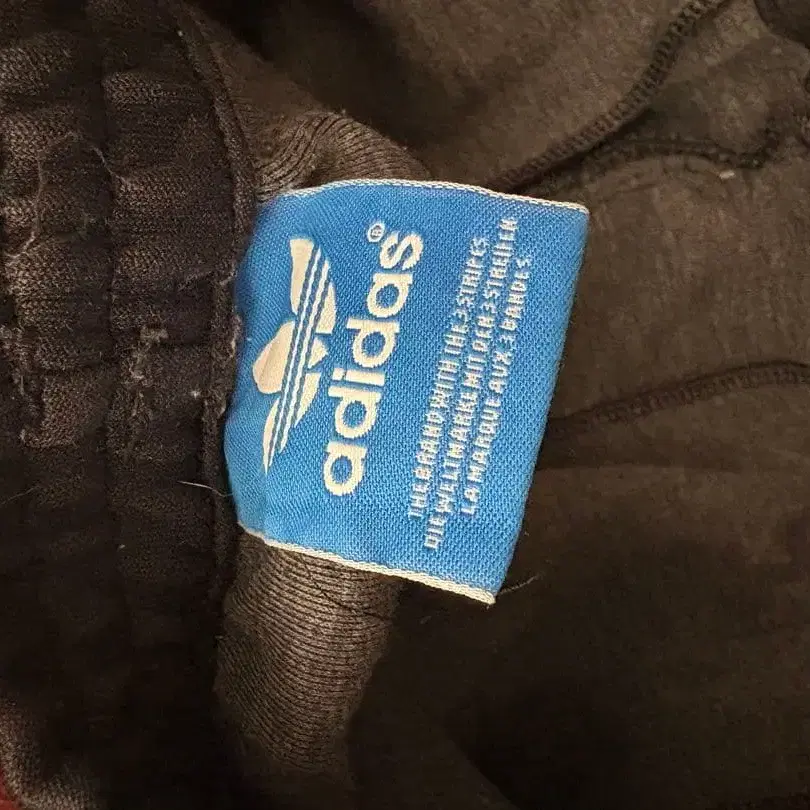 adidas®
THE BRAND WITH THE 3 STRIPES
DIE WELTMARKE MIT DEN 3 STREIFEN
LA MARQUE AUX 3 BANDES